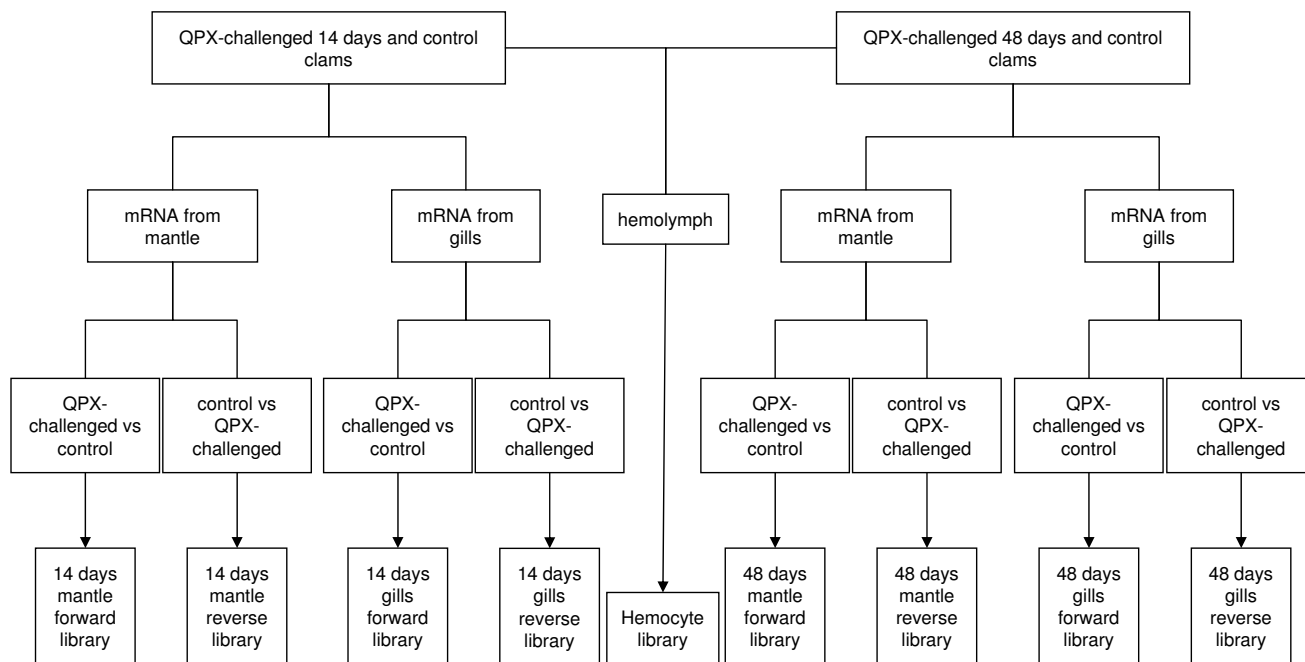 QPX-challenged 14 days and control
clams
QPX-challenged 48 days and control
clams
mRNA from
mantle
mRNA from
gills
hemolymph
mRNA from
mantle
mRNA from
gills
QPX-
challenged vs
control
control vs
QPX-
challenged
QPX-
challenged vs
control
control vs
QPX-
challenged
QPX-
challenged vs
control
control vs
QPX-
challenged
QPX-
challenged vs
control
control vs
QPX-
challenged
14 days
mantle
forward
library
14 days
mantle
reverse
library
14 days
gills
forward
library
14 days
gills
reverse
library
Hemocyte
library
48 days
mantle
forward
library
48 days
mantle
reverse
library
48 days
gills
forward
library
48 days
gills
reverse
library